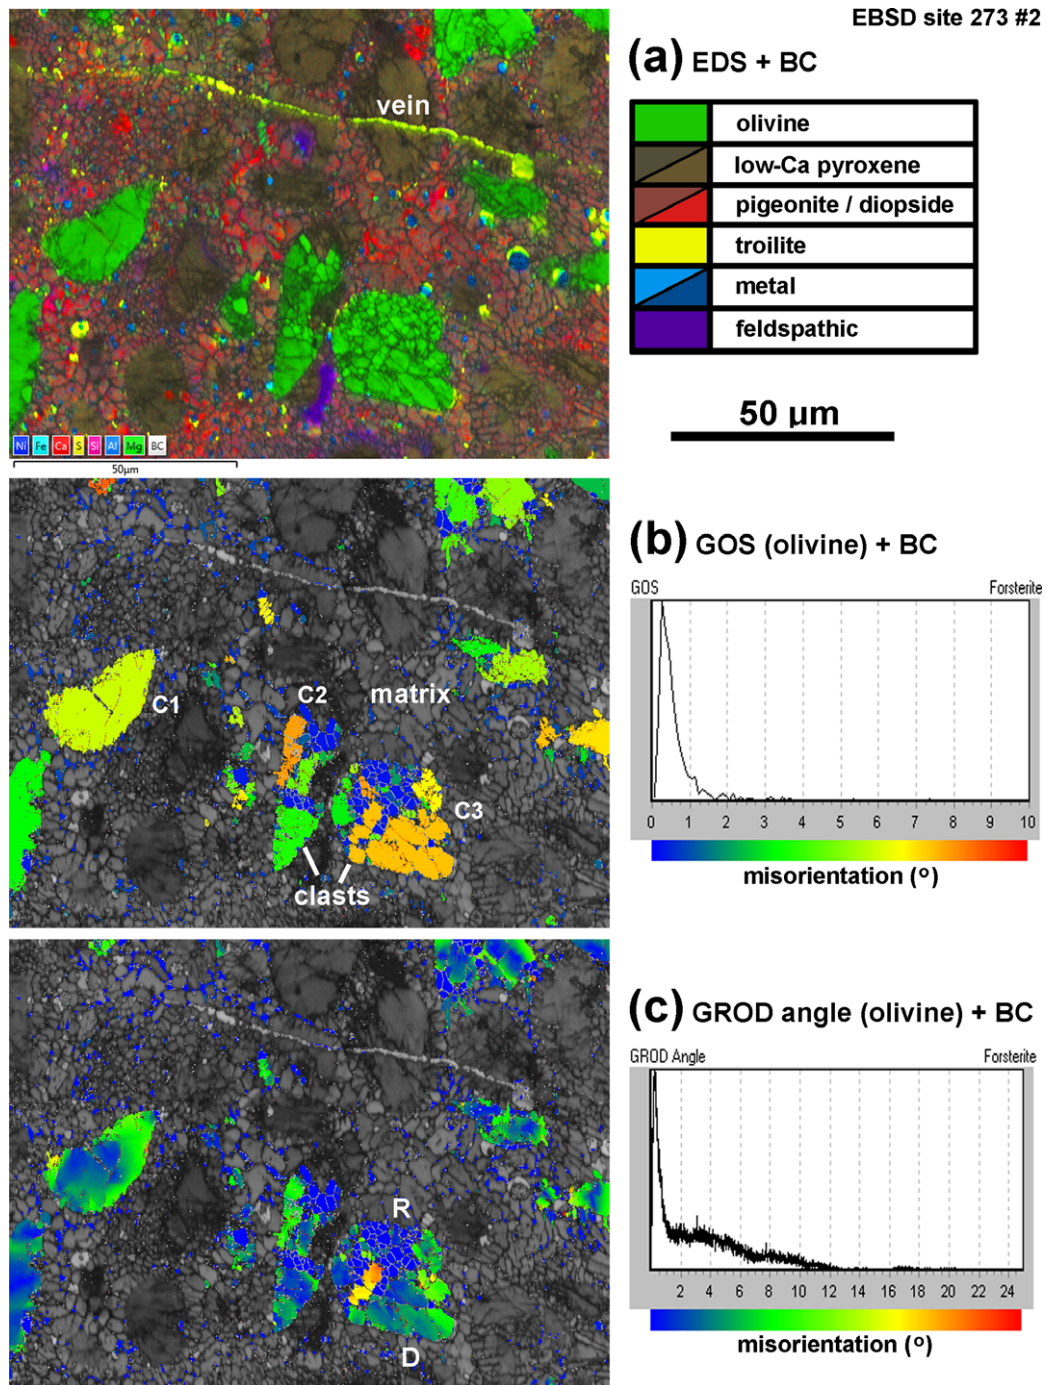 EBSD site 273 #2
(a) EDS + BC
vein
olivine
low-Ca pyroxene
pigeonite / diopside
troilite
metal
feldspathic
50 µm
Ni Fe Ca S Si Al Mg BC
50µm
(b) GOS (olivine) + BC
GOS Forsterite
0 1 2 3 4 5 6 7 8 9 10
misorientation (º)
C1
C2
matrix
C3
clasts
(c) GROD angle (olivine) + BC
GROD Angle Forsterite
2 4 6 8 10 12 14 16 18 20 22 24
misorientation (º)
R
D